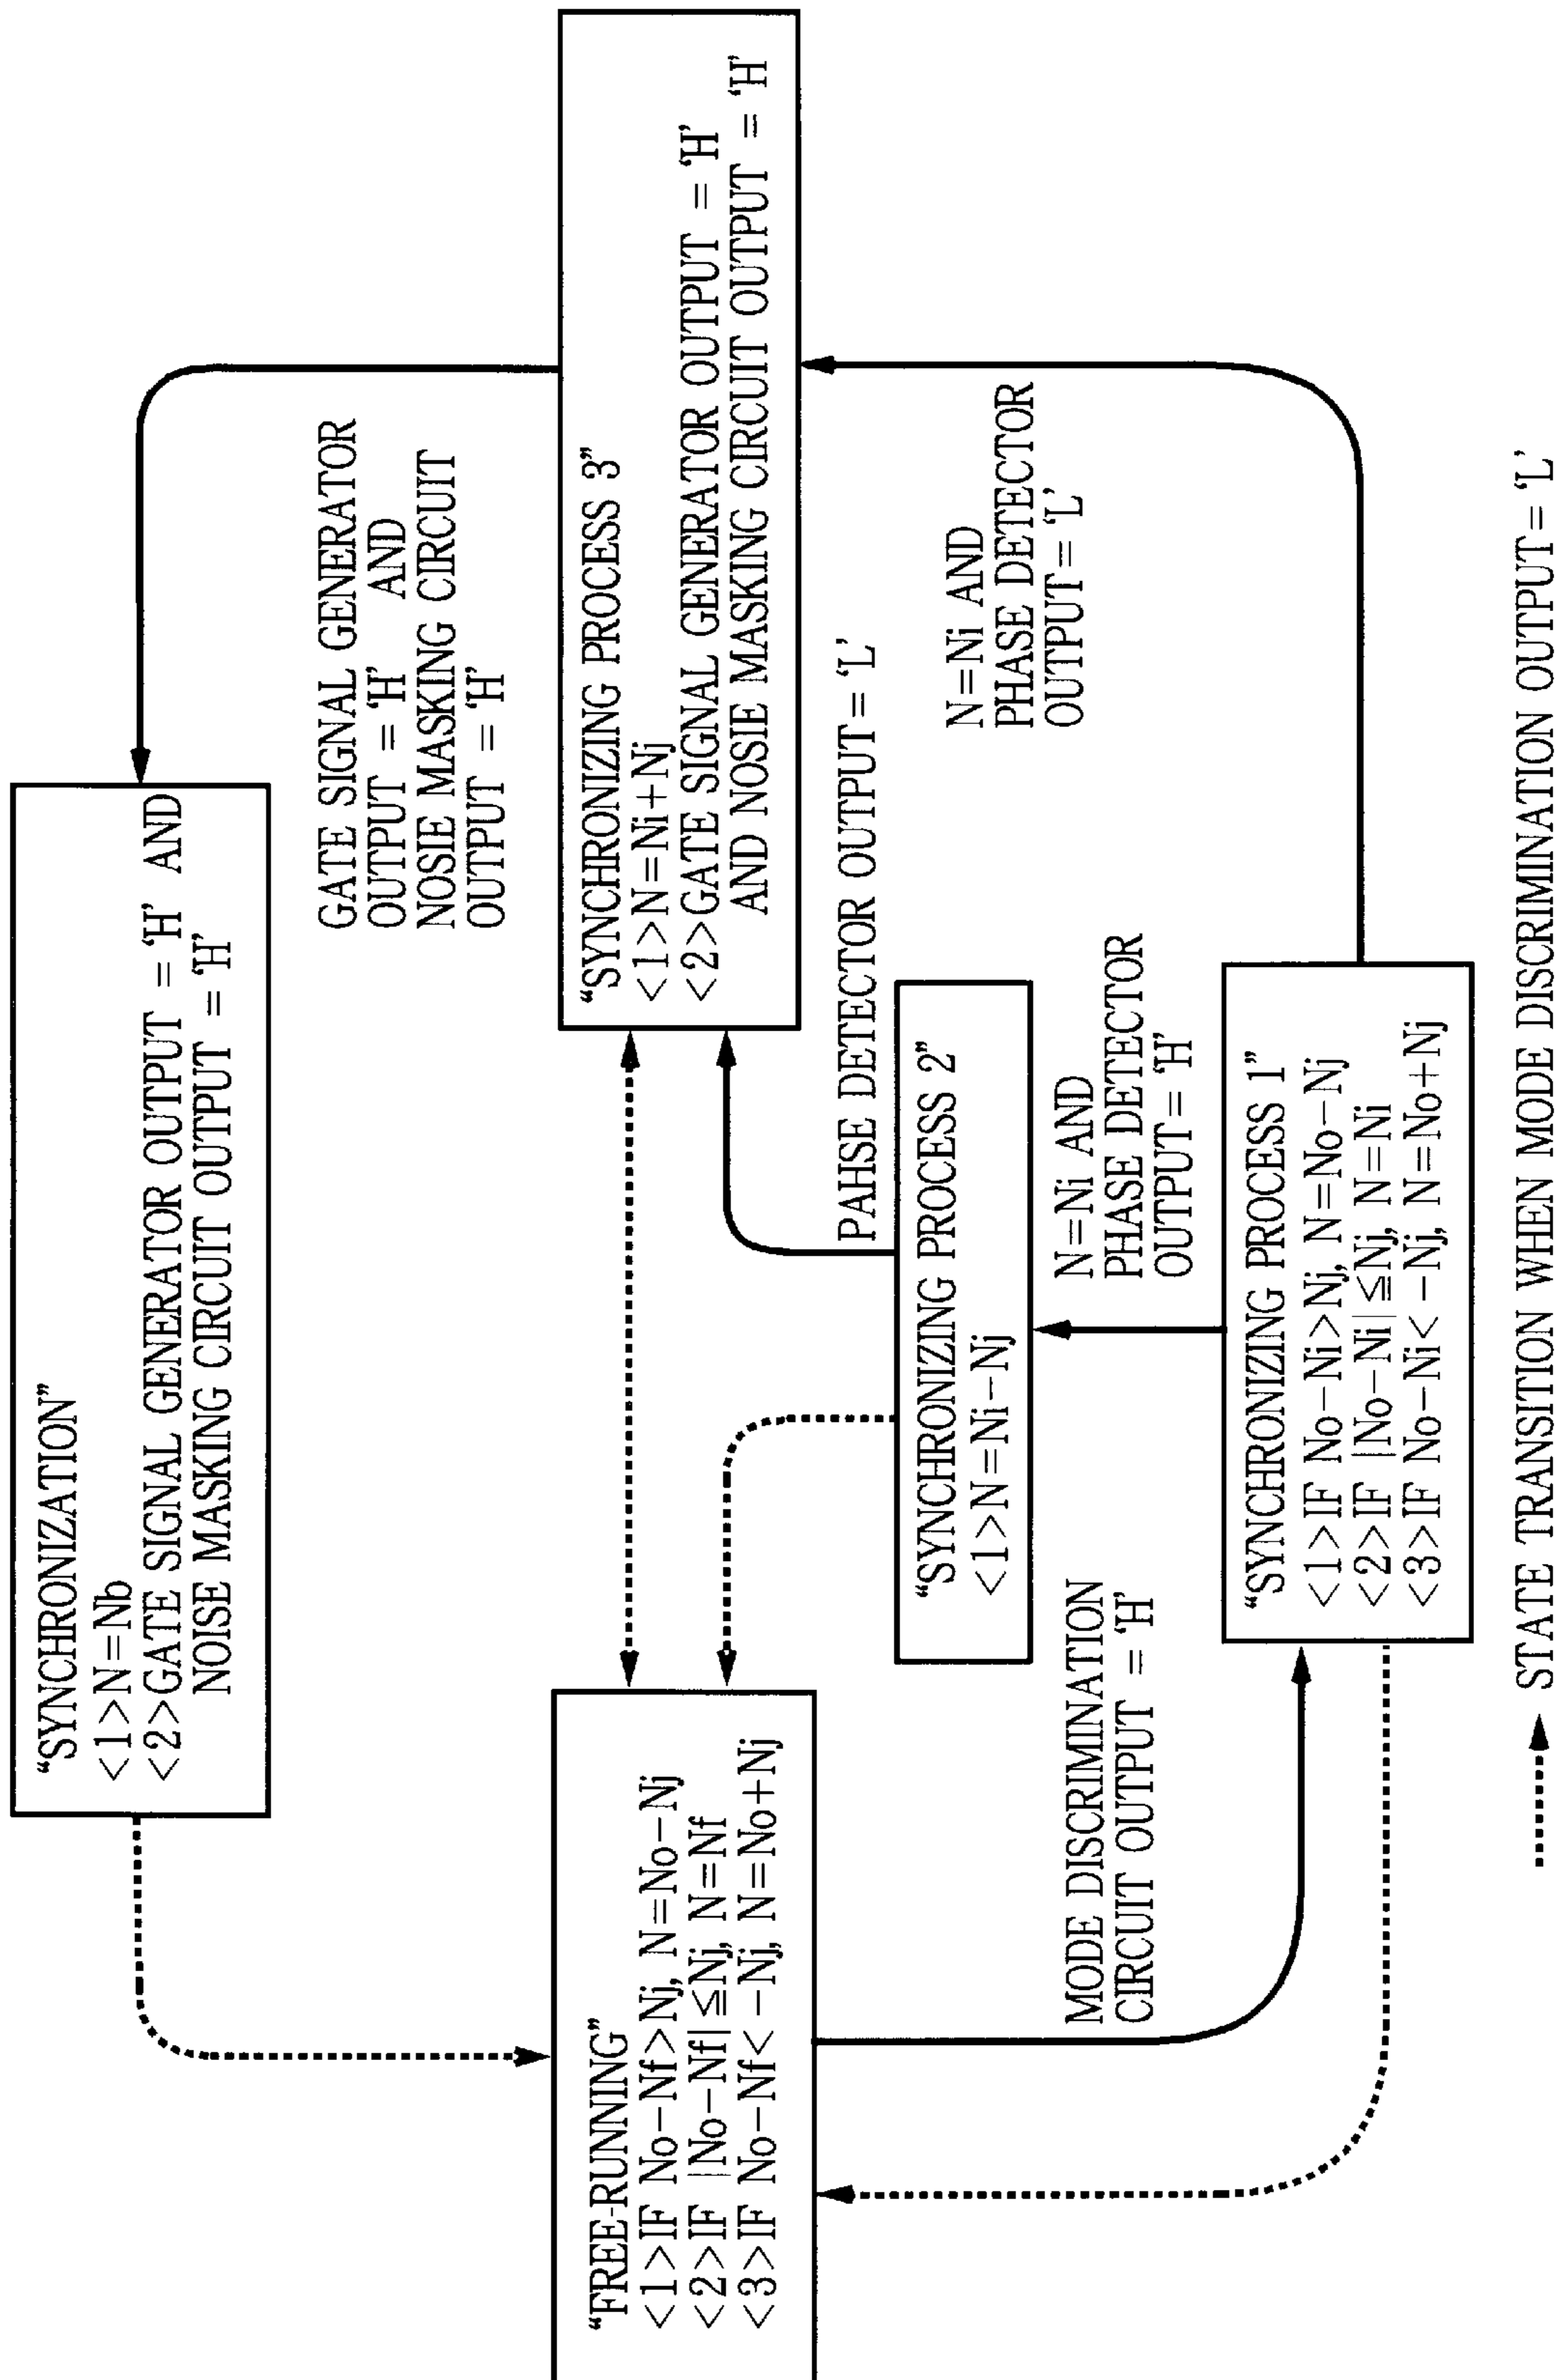 “SYNCHRONIZATION”
<1>N=Nb
<2>GATE SIGNAL GENERATOR OUTPUT = ‘H’ AND
NOISE MASKING CIRCUIT OUTPUT = ‘H’
GATE SIGNAL GENERATOR
OUTPUT = ‘H’ AND
NOSIE MASKING CIRCUIT
OUTPUT = ‘H’
“FREE-RUNNING”
<1>IF No-Nf>Nj, N=No-Nj
<2>IF |No-Nf|≦Nj, N=Nf
<3>IF No-Nf<-Nj, N=No+Nj
“SYNCHRONIZING PROCESS 3”
<1>N=Ni+Nj
<2>GATE SIGNAL GENERATOR OUTPUT = ‘H’
AND NOSIE MASKING CIRCUIT OUTPUT = ‘H’
PAHSE DETECTOR OUTPUT=‘L’
“SYNCHRONIZING PROCESS 2”
<1>N=Ni-Nj
N=Ni AND
PHASE DETECTOR
OUTPUT=‘L’
MODE DISCRIMINATION
CIRCUIT OUTPUT = ‘H’
N=Ni AND
PHASE DETECTOR
OUTPUT=‘H’
“SYNCHRONIZING PROCESS 1”
<1>IF No-Ni>Nj, N=No-Nj
<2>IF |No-Ni|≦Nj, N=Ni
<3>IF No-Ni<-Nj, N=No+Nj
STATE TRANSITION WHEN MODE DISCRIMINATION OUTPUT=‘L’